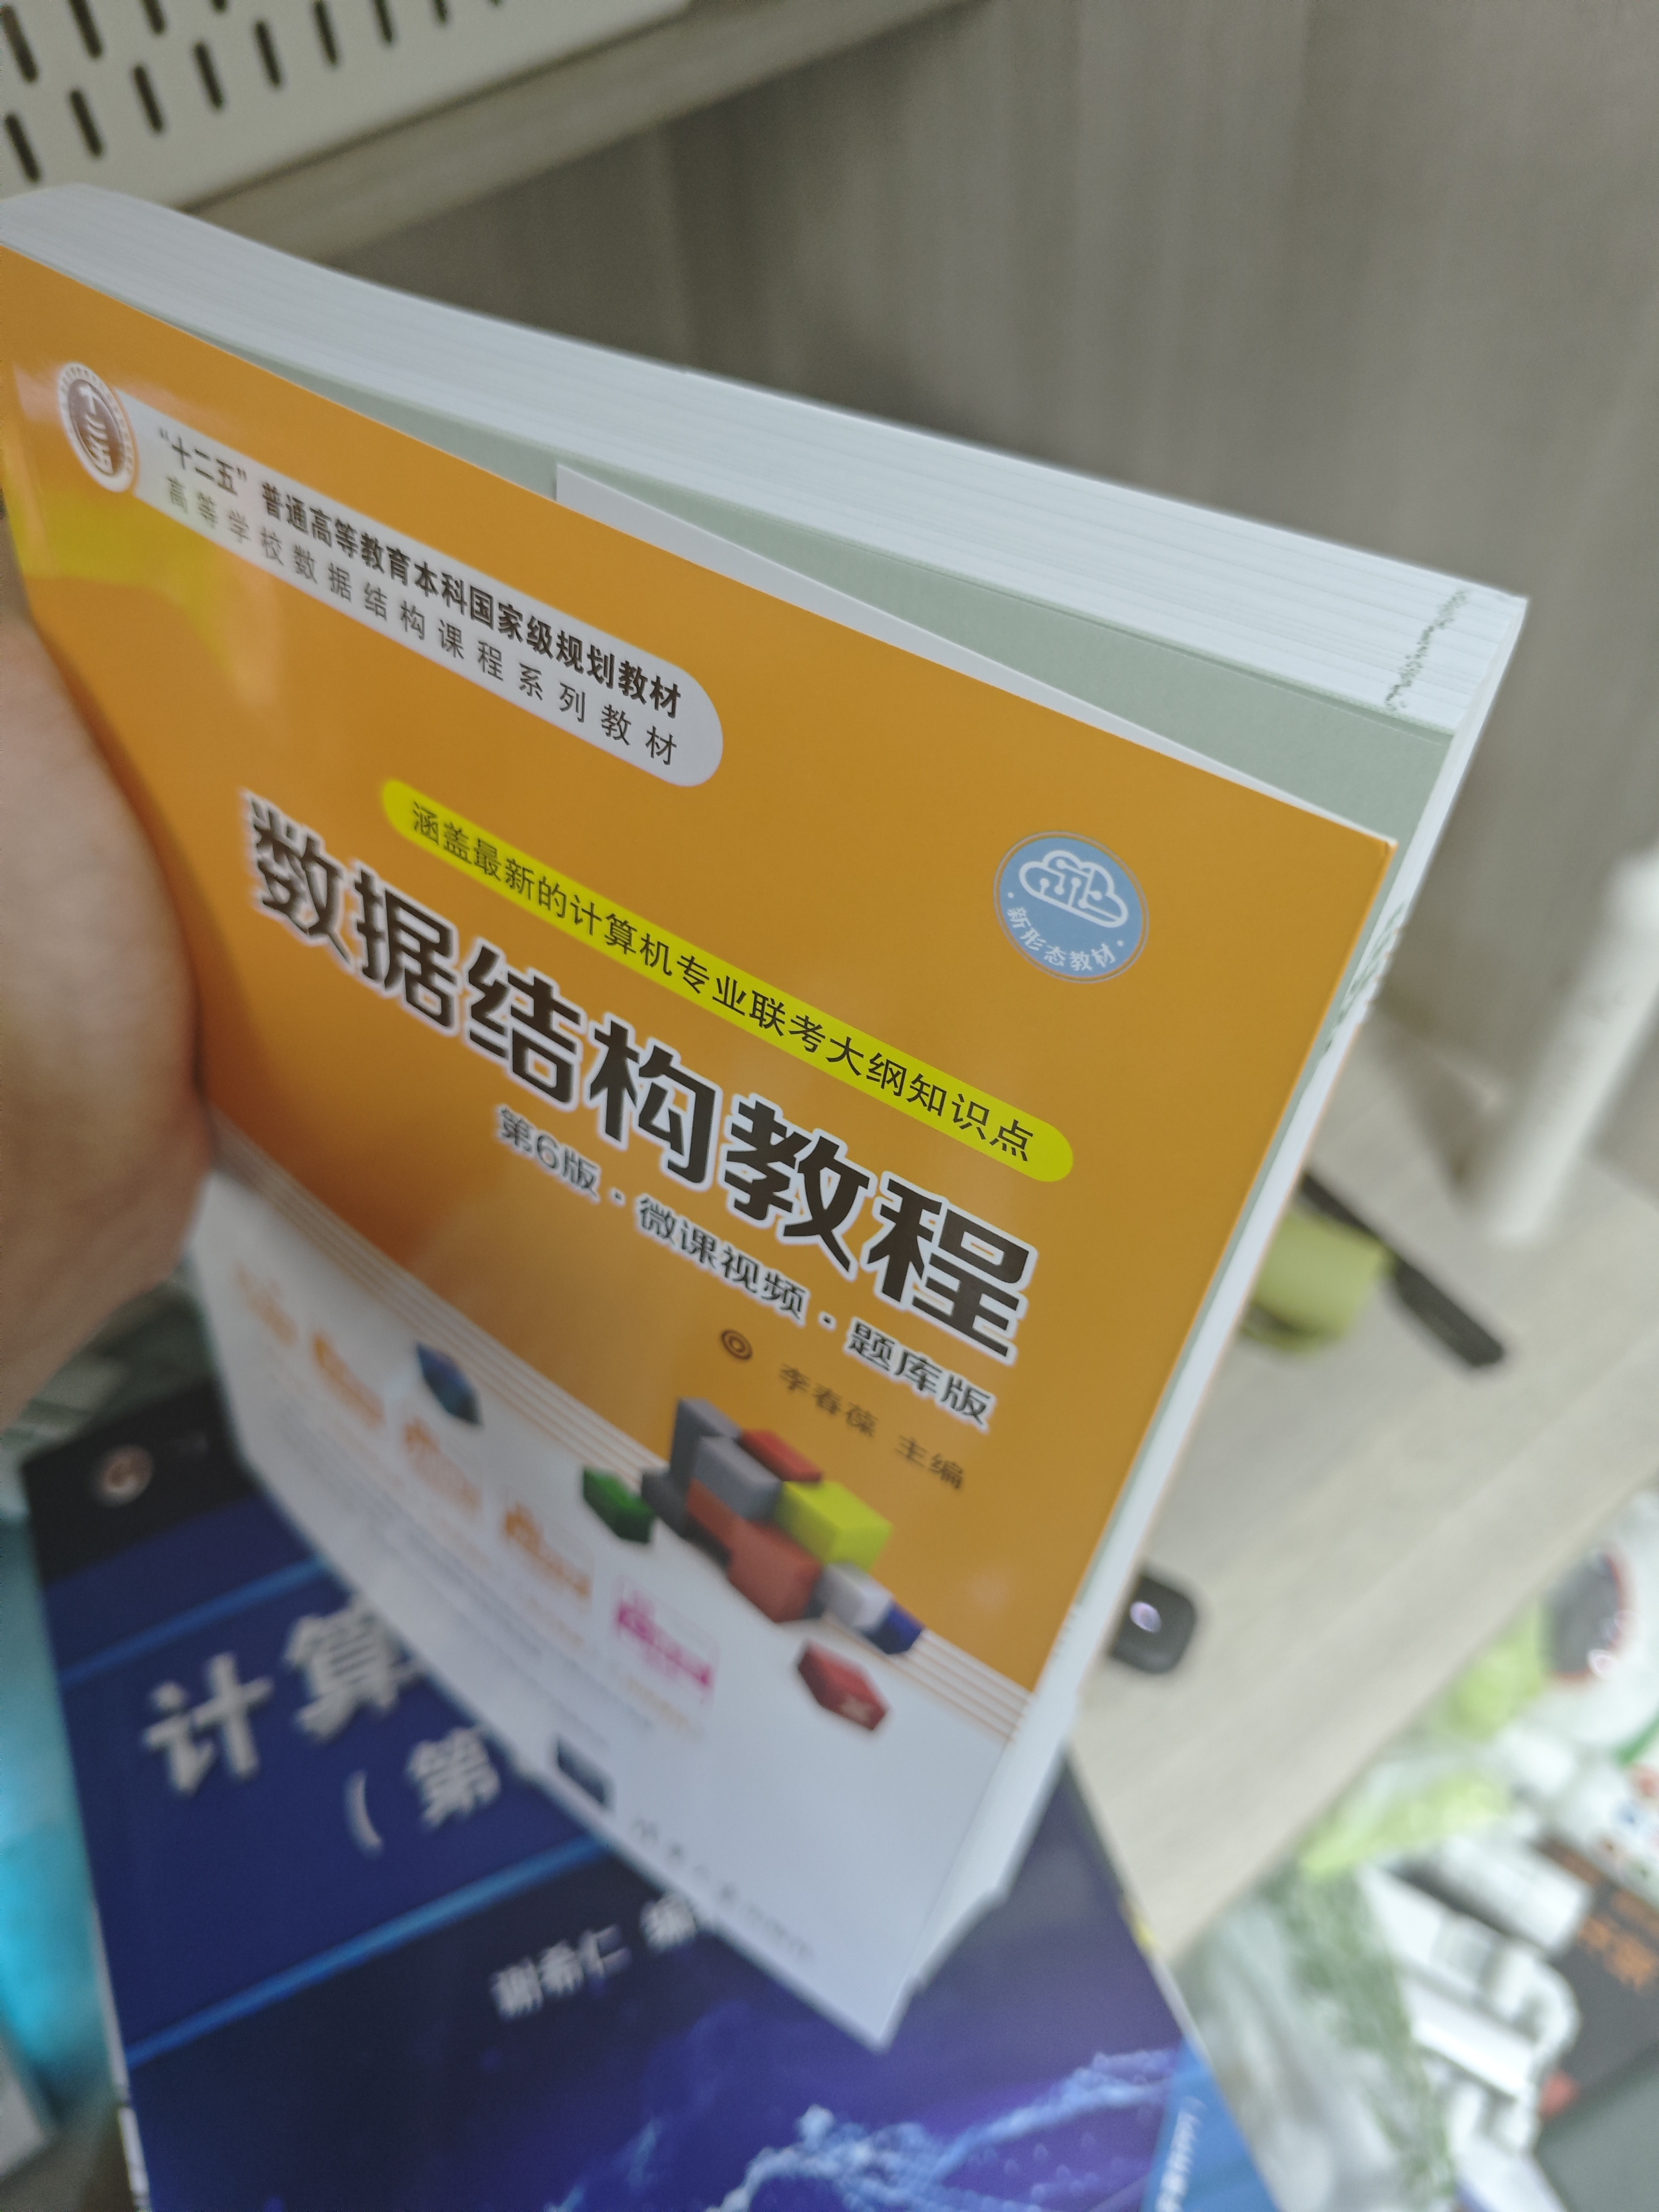 “十二五”普通高等教育本科国家级规划教材
高等学校数据结构课程系列教材
新形态教材
涵盖最新的计算机专业联考大纲知识点
数据结构教程
第6版·微课视频·题库版
李春葆 主编
计算
（第
谢希仁 编